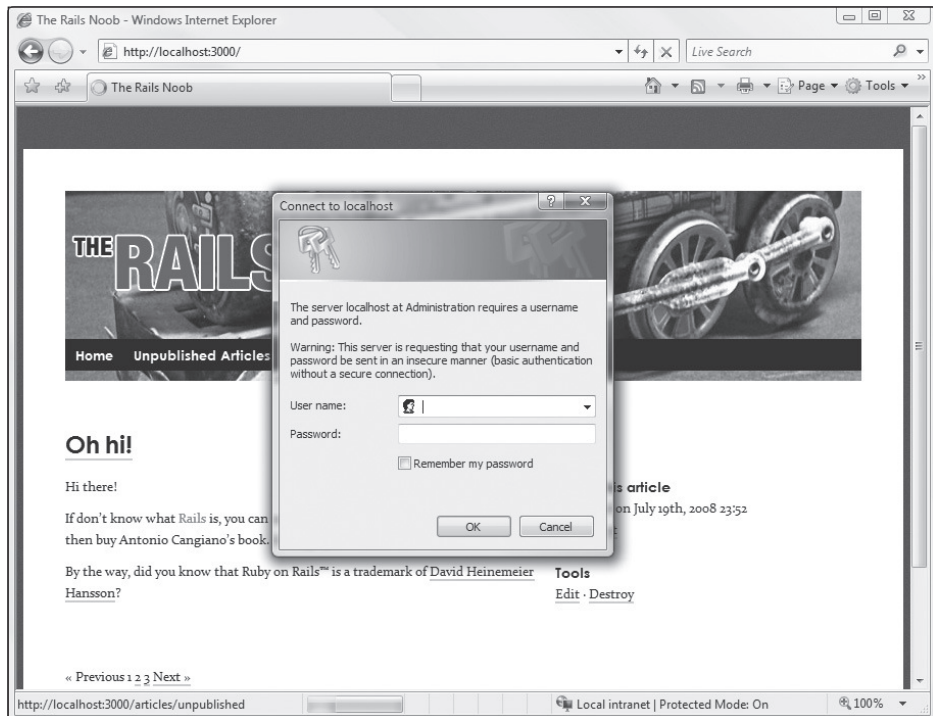 The Rails Noob - Windows Internet Explorer
http://localhost:3000/
Live Search
The Rails Noob
Page
Tools
THE RAILS
Home Unpublished Articles
Connect to localhost
The server localhost at Administration requires a username
and password.
Warning: This server is requesting that your username and
password be sent in an insecure manner (basic authentication
without a secure connection).
User name:
Password:
Remember my password
OK Cancel
Oh hi!
Hi there!
If don't know what Rails is, you can
then buy Antonio Cangiano's book.
By the way, did you know that Ruby on Rails™ is a trademark of David Heinemeier
Hansson?
is article
on July 19th, 2008 23:52
Tools
Edit · Destroy
« Previous 1 2 3 Next »
http://localhost:3000/articles/unpublished
Local intranet | Protected Mode: On
100%